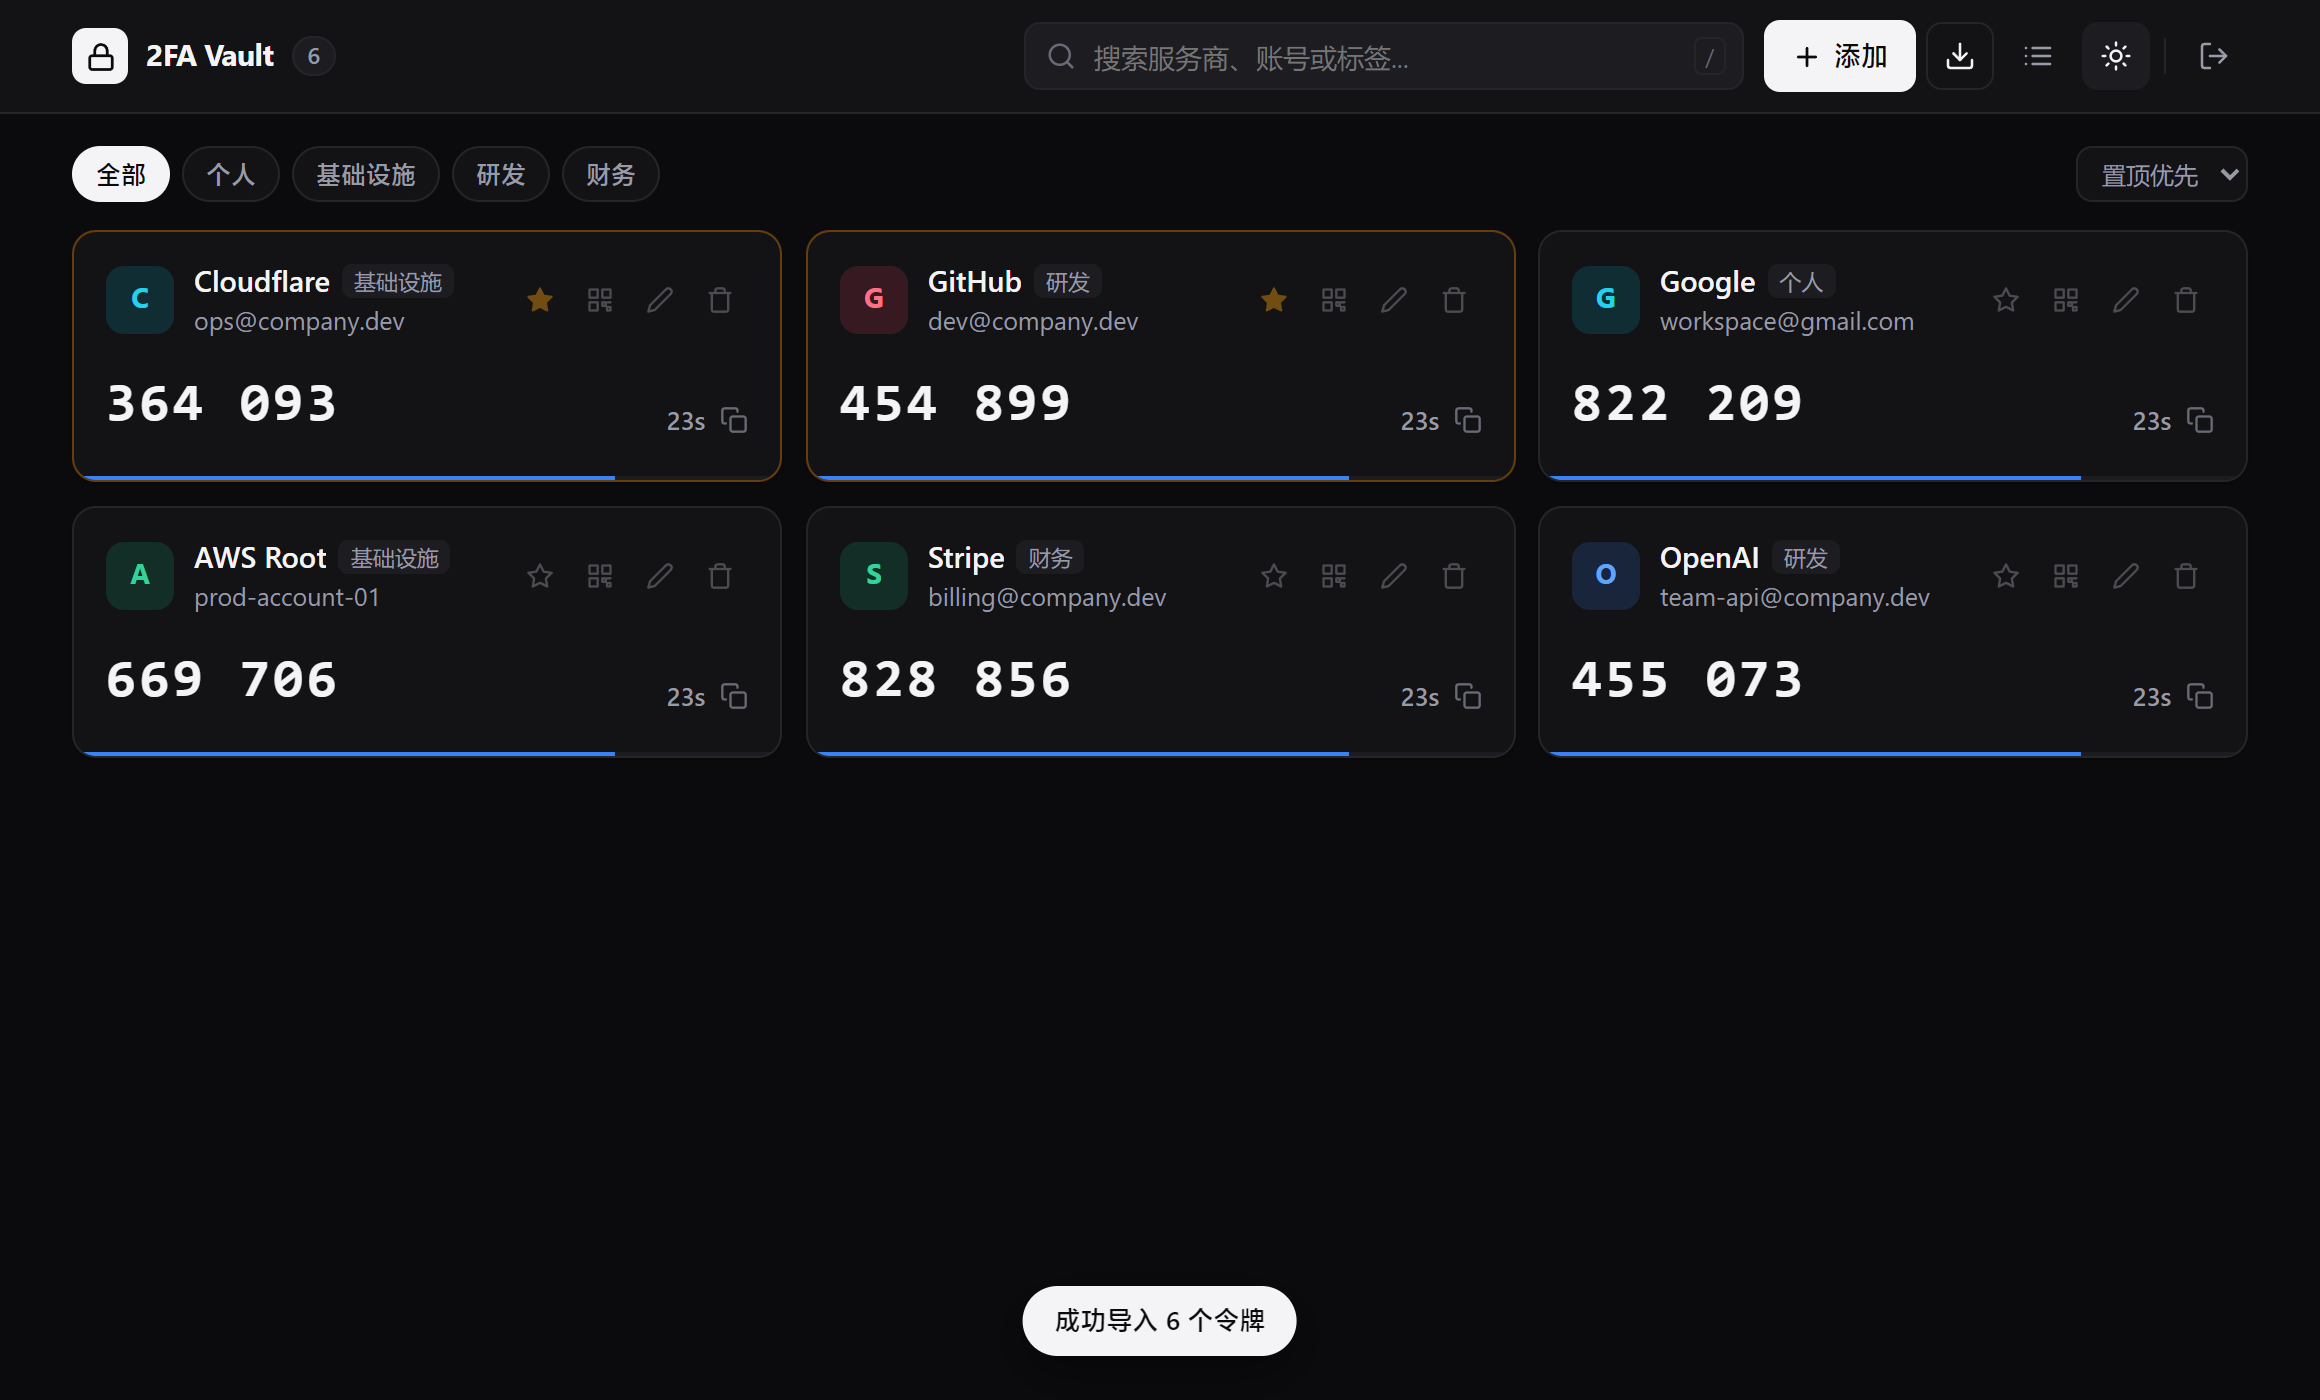 2FA Vault 6
搜索服务商、账号或标签... /
添加
全部 个人 基础设施 研发 财务
置顶优先
C Cloudflare 基础设施
ops@company.dev
364 093
23s
G GitHub 研发
dev@company.dev
454 899
23s
G Google 个人
workspace@gmail.com
822 209
23s
A AWS Root 基础设施
prod-account-01
669 706
23s
S Stripe 财务
billing@company.dev
828 856
23s
O OpenAI 研发
team-api@company.dev
455 073
23s
成功导入 6 个令牌